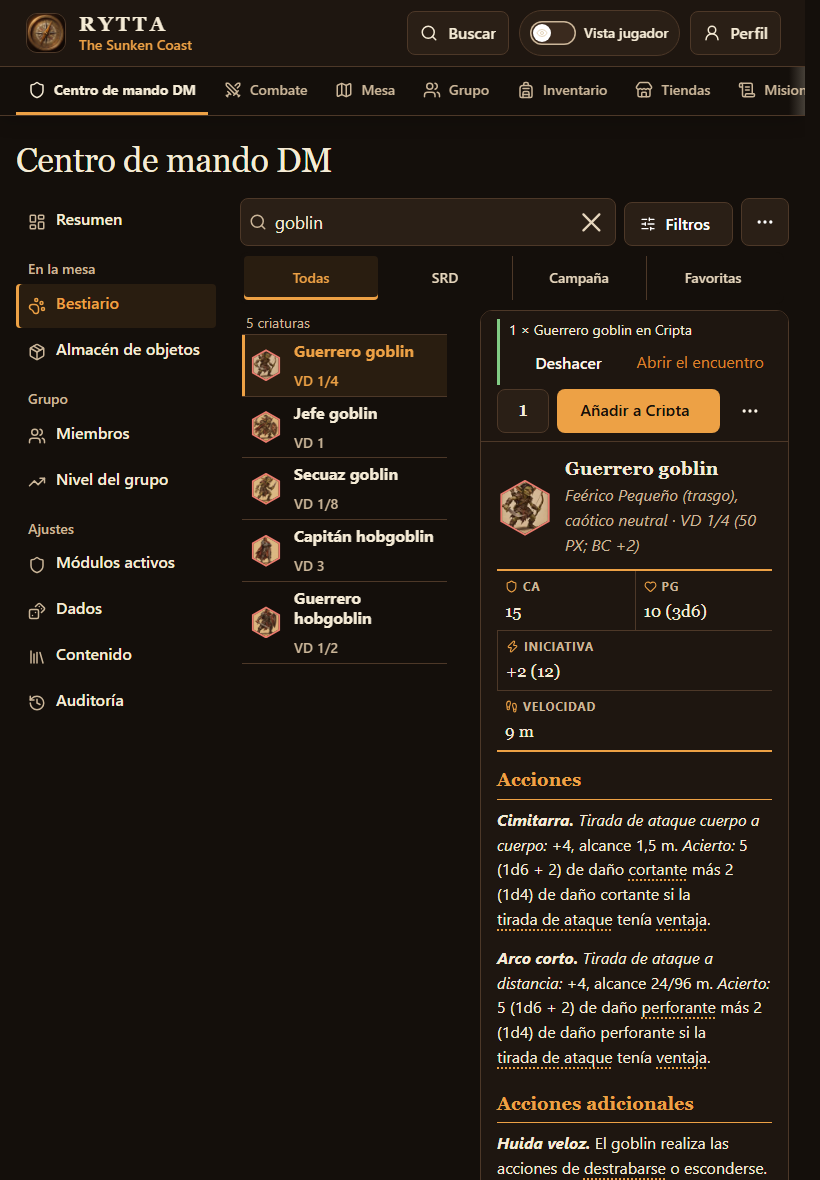 RYTTA
The Sunken Coast
Buscar
Vista jugador
Perfil
Centro de mando DM
Combate
Mesa
Grupo
Inventario
Tiendas
Mision
Centro de mando DM
Resumen
En la mesa
Bestiario
Almacén de objetos
Grupo
Miembros
Nivel del grupo
Ajustes
Módulos activos
Dados
Contenido
Auditoría
goblin
Filtros
Todas
SRD
Campaña
Favoritas
5 criaturas
Guerrero goblin
VD 1/4
Jefe goblin
VD 1
Secuaz goblin
VD 1/8
Capitán hobgoblin
VD 3
Guerrero
hobgoblin
VD 1/2
1 × Guerrero goblin en Cripta
Deshacer
Abrir el encuentro
1
Añadir a Cripta
Guerrero goblin
Feérico Pequeño (trasgo),
caótico neutral · VD 1/4 (50
PX; BC +2)
CA
15
PG
10 (3d6)
INICIATIVA
+2 (12)
VELOCIDAD
9 m
Acciones
Cimitarra. Tirada de ataque cuerpo a
cuerpo: +4, alcance 1,5 m. Acierto: 5
(1d6 + 2) de daño cortante más 2
(1d4) de daño cortante si la
tirada de ataque tenía ventaja.
Arco corto. Tirada de ataque a
distancia: +4, alcance 24/96 m. Acierto:
5 (1d6 + 2) de daño perforante más 2
(1d4) de daño perforante si la
tirada de ataque tenía ventaja.
Acciones adicionales
Huida veloz. El goblin realiza las
acciones de destrabarse o esconderse.